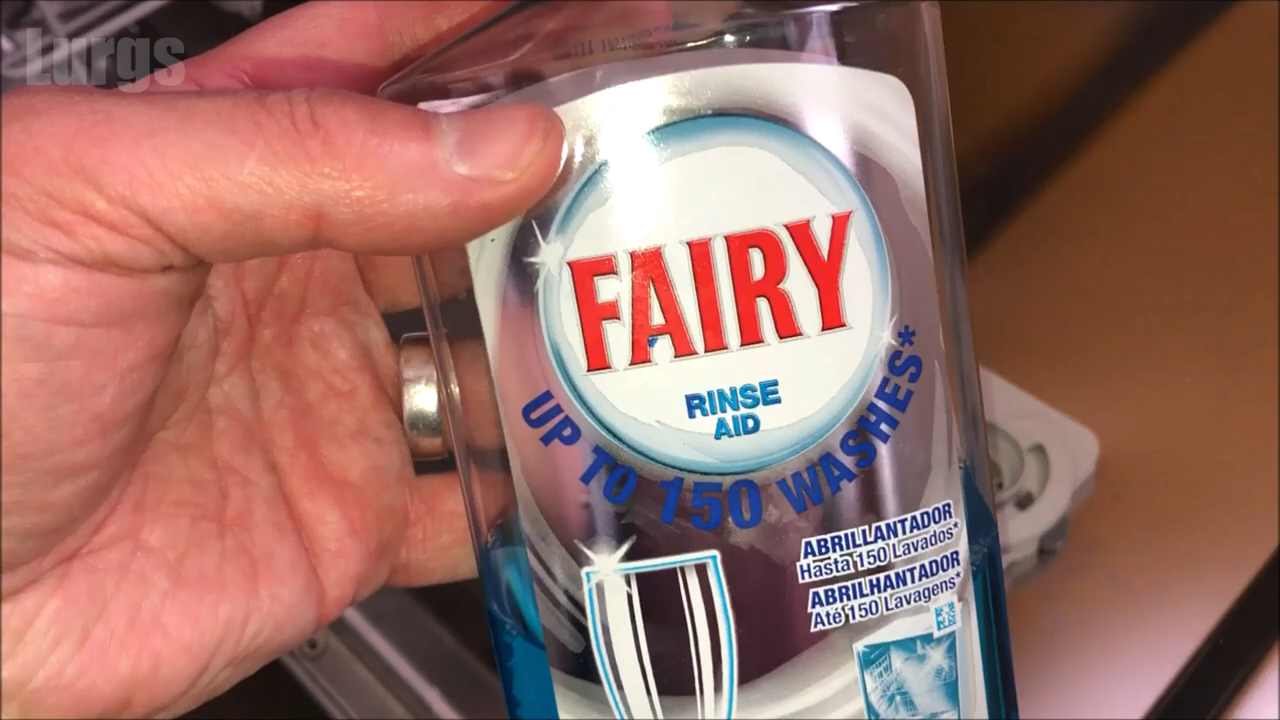 Lurgs
FAIRY
RINSE
AID
UP TO 150 WASHES*
ABRILLANTADOR
Hasta 150 Lavados*
ABRILHANTADOR
Até 150 Lavagens*